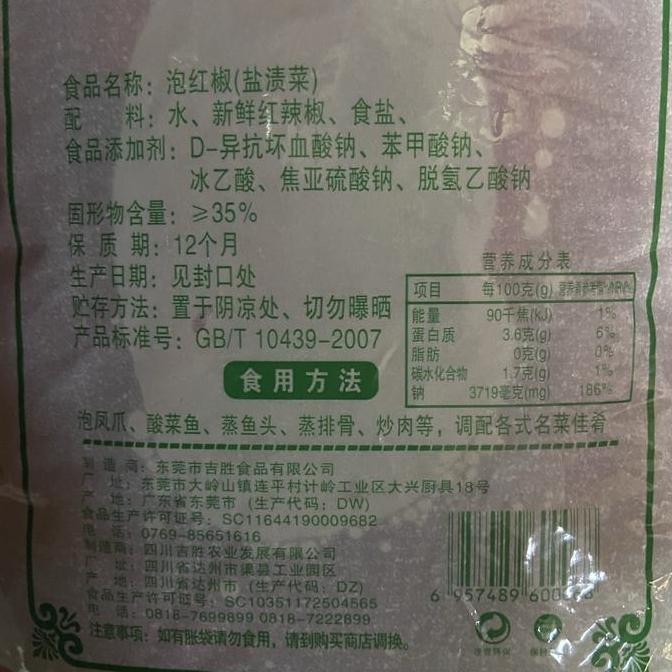 食品名称：泡红椒(盐渍菜)
配　　料：水、新鲜红辣椒、食盐、
食品添加剂：D-异抗坏血酸钠、苯甲酸钠、
冰乙酸、焦亚硫酸钠、脱氢乙酸钠
固形物含量：≥35%
保 质 期：12个月
生产日期：见封口处
贮存方法：置于阴凉处、切勿曝晒
产品标准号：GB/T 10439-2007
营养成分表
项目 每100克(g) 营养素参考值%(NRV%)
能量 90千焦(kJ) 1%
蛋白质 3.6克(g) 6%
脂肪 0克(g) 0%
碳水化合物 1.7克(g) 1%
钠 3719毫克(mg) 186%
食用方法
泡凤爪、酸菜鱼、蒸鱼头、蒸排骨、炒肉等，调配各式名菜佳肴
制 造 商：东莞市吉胜食品有限公司
厂　　址：东莞市大岭山镇连平村计岭工业区大兴厨具18号
产　　地：广东省东莞市（生产代码：DW）
食品生产许可证号：SC11644190009682
电　　话：0769-85651616
制造商：四川吉胜农业发展有限公司
厂　　址：四川省达州市渠县工业园区
产　　地：四川省达州市（生产代码：DZ）
食品生产许可证号：SC10351172504565
电　　话：0818-7699899 0818-7222899
注意事项：如有胀袋请勿食用，请到购买商店调换。
6 957489 600